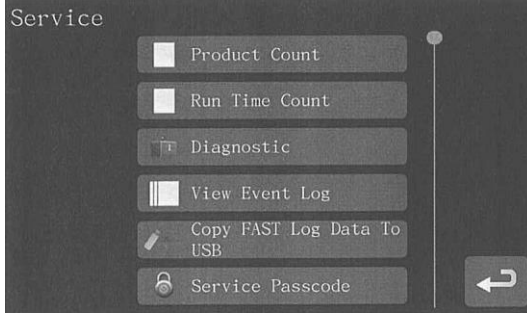 Service
Product Count
Run Time Count
Diagnostic
View Event Log
Copy FAST Log Data To
USB
Service Passcode